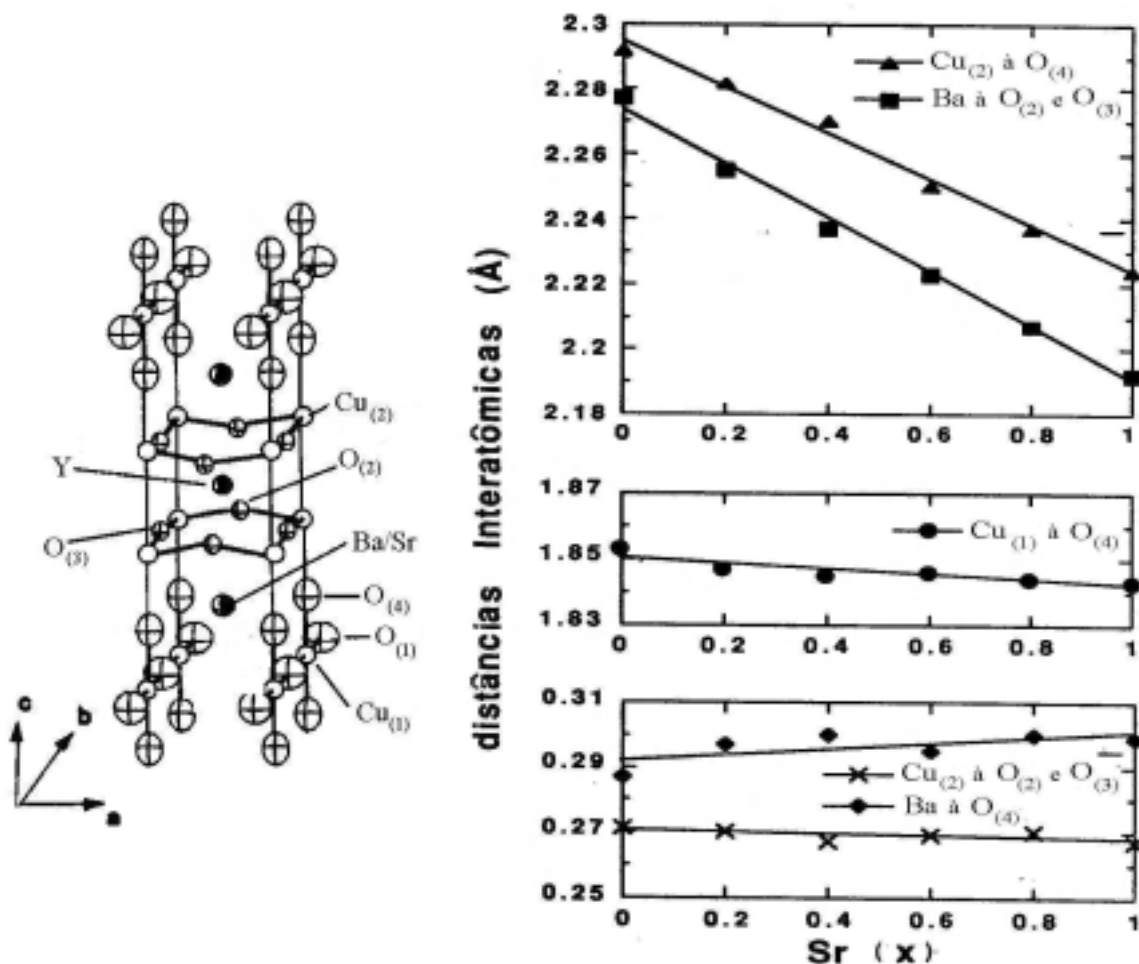 Cu(2)
Y
O(2)
O(3)
Ba/Sr
O(4)
O(1)
Cu(1)
c
b
a
distâncias Interatômicas (Å)
2.3
2.28
2.26
2.24
2.22
2.2
2.18
Cu(2) à O(4)
Ba à O(2) e O(3)
0 0.2 0.4 0.6 0.8 1
1.87
1.85
1.83
Cu(1) à O(4)
0 0.2 0.4 0.6 0.8 1
0.31
0.29
0.27
0.25
Cu(2) à O(2) e O(3)
Ba à O(4)
0 0.2 0.4 0.6 0.8 1
Sr (x)